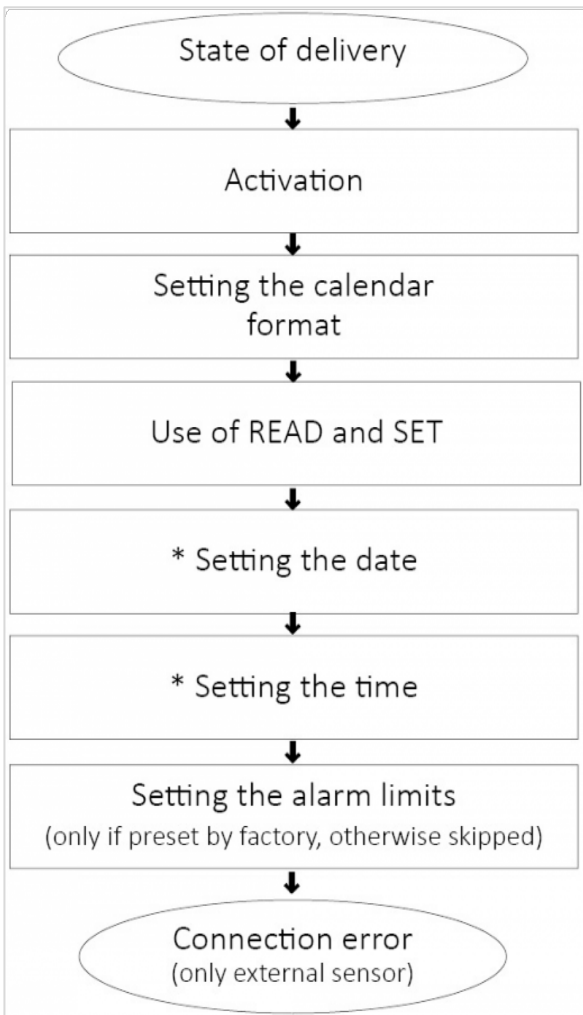 State of delivery
Activation
Setting the calendar
format
Use of READ and SET
* Setting the date
* Setting the time
Setting the alarm limits
(only if preset by factory, otherwise skipped)
Connection error
(only external sensor)